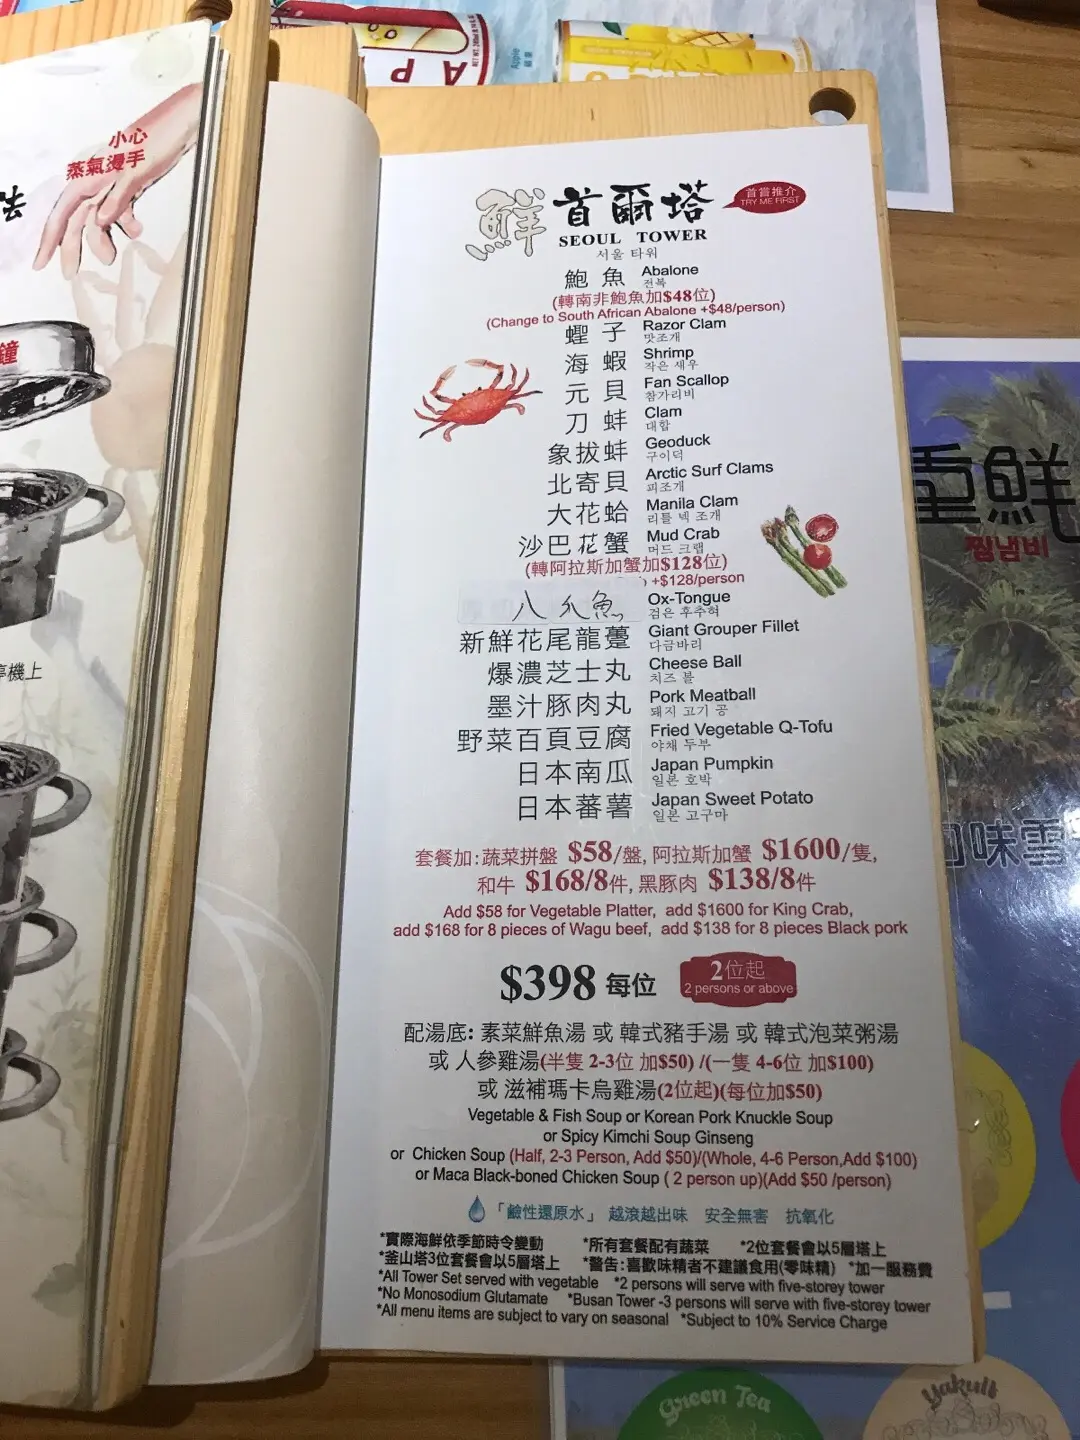 小心
蒸氣燙手
法
鐘
停機上
NET WT. 240ml
Apple
AP
鮮
首爾塔
首嘗推介
TRY ME FIRST
SEOUL TOWER
서울 타워
鮑魚 Abalone
전복
(轉南非鮑魚加$48位)
(Change to South African Abalone +$48/person)
蟶子 Razor Clam
맛조개
海蝦 Shrimp
작은 새우
元貝 Fan Scallop
참가리비
刀蚌 Clam
대합
象拔蚌 Geoduck
구이덕
北寄貝 Arctic Surf Clams
피조개
大花蛤 Manila Clam
리틀 넥 조개
沙巴花蟹 Mud Crab
머드 크랩
(轉阿拉斯加蟹加$128位)
+$128/person
八爪魚 Ox-Tongue
검은 후추혀
新鮮花尾龍躉 Giant Grouper Fillet
다금바리
爆濃芝士丸 Cheese Ball
치즈 볼
墨汁豚肉丸 Pork Meatball
돼지 고기 공
野菜百頁豆腐 Fried Vegetable Q-Tofu
야채 두부
日本南瓜 Japan Pumpkin
일본 호박
日本蕃薯 Japan Sweet Potato
일본 고구마
套餐加:蔬菜拼盤 $58/盤, 阿拉斯加蟹 $1600/隻,
和牛 $168/8件, 黑豚肉 $138/8件
Add $58 for Vegetable Platter, add $1600 for King Crab,
add $168 for 8 pieces of Wagu beef, add $138 for 8 pieces Black pork
$398 每位
2位起
2 persons or above
配湯底: 素菜鮮魚湯 或 韓式豬手湯 或 韓式泡菜粥湯
或 人參雞湯(半隻 2-3位 加$50) /(一隻 4-6位 加$100)
或 滋補瑪卡烏雞湯(2位起)(每位加$50)
Vegetable & Fish Soup or Korean Pork Knuckle Soup
or Spicy Kimchi Soup Ginseng
or Chicken Soup (Half, 2-3 Person, Add $50)/(Whole, 4-6 Person,Add $100)
or Maca Black-boned Chicken Soup ( 2 person up)(Add $50 /person)
「鹼性還原水」 越滾越出味 安全無害 抗氧化
*實際海鮮依季節時令變動 *所有套餐配有蔬菜 *2位套餐會以5層塔上
*釜山塔3位套餐會以5層塔上 *警告:喜歡味精者不建議食用(零味精) *加一服務費
*All Tower Set served with vegetable *2 persons will serve with five-storey tower
*No Monosodium Glutamate *Busan Tower -3 persons will serve with five-storey tower
*All menu items are subject to vary on seasonal *Subject to 10% Service Charge
重鮮
찜냄비
味雪
Green Tea
Yakult